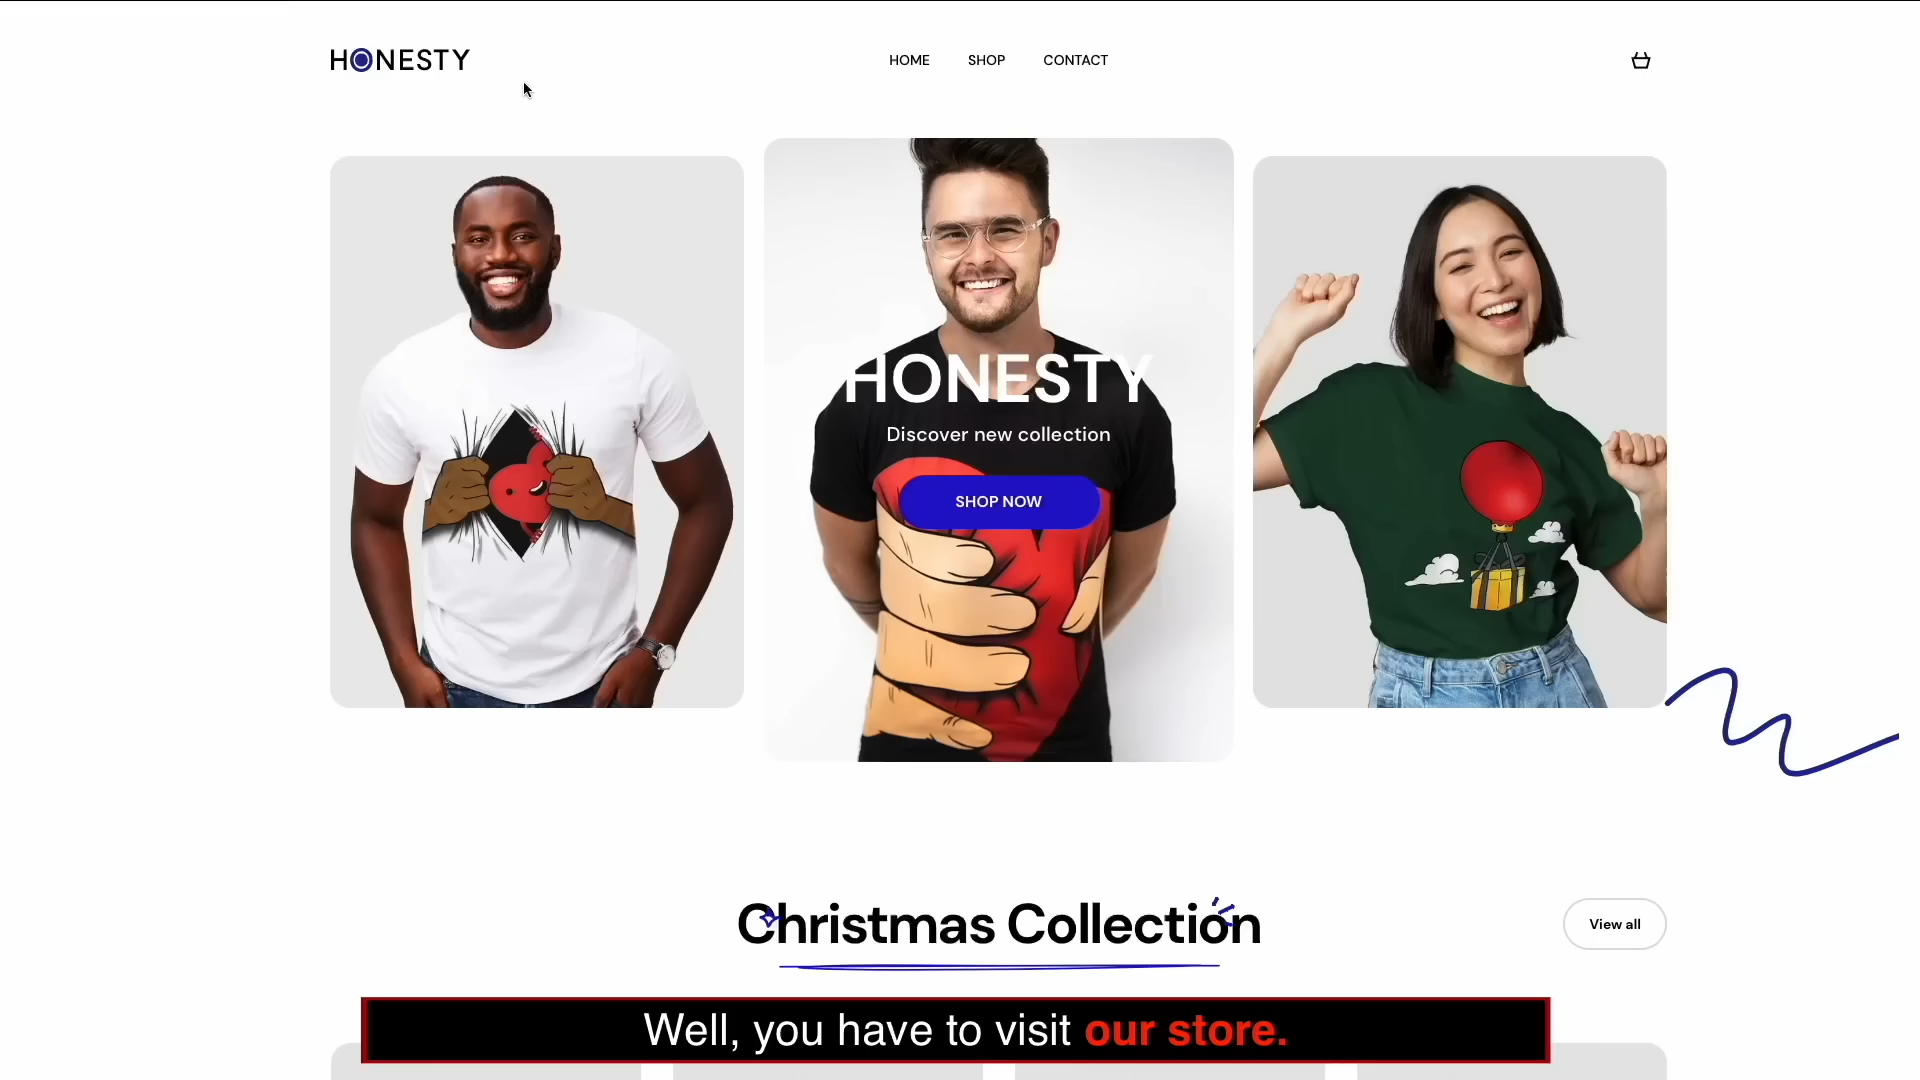 HONESTY
HOME
SHOP
CONTACT
HONESTY
Discover new collection
SHOP NOW
Christmas Collection
View all
Well, you have to visit our store.